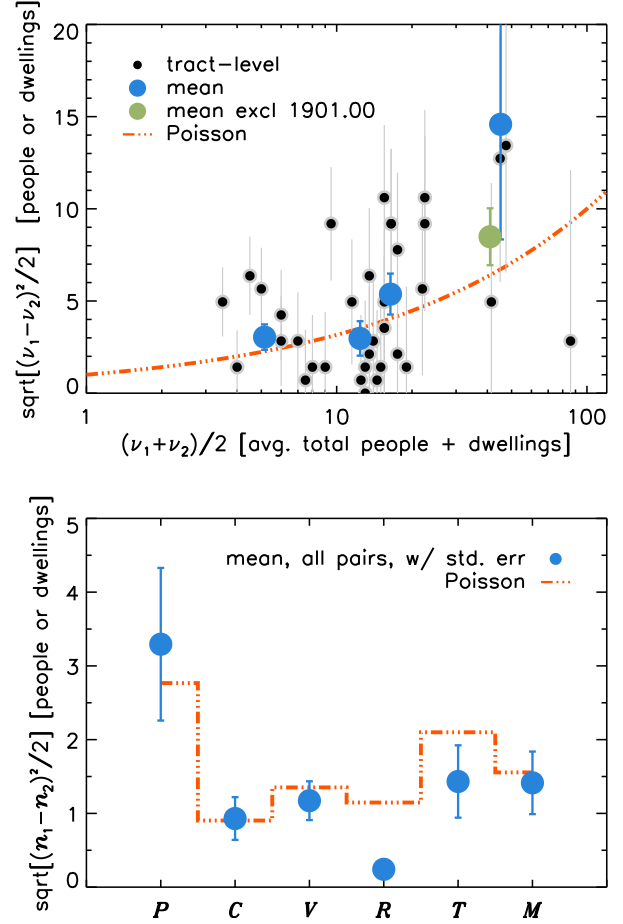 sqrt[(ν₁−ν₂)²/2] [people or dwellings]
20
15
10
5
0
tract-level
mean
mean excl 1901.00
Poisson
1
10
100
(ν₁+ν₂)/2 [avg. total people + dwellings]
sqrt[(n₁−n₂)²/2] [people or dwellings]
5
4
3
2
1
0
mean, all pairs, w/ std. err
Poisson
P
C
V
R
T
M